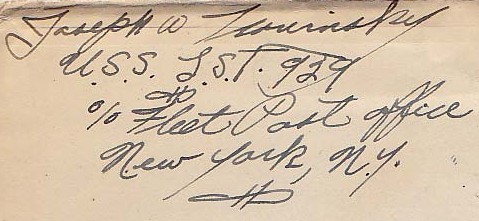 Joseph W
U.S.S. L.S.T. 929
% Fleet Post office
New York, N.Y.